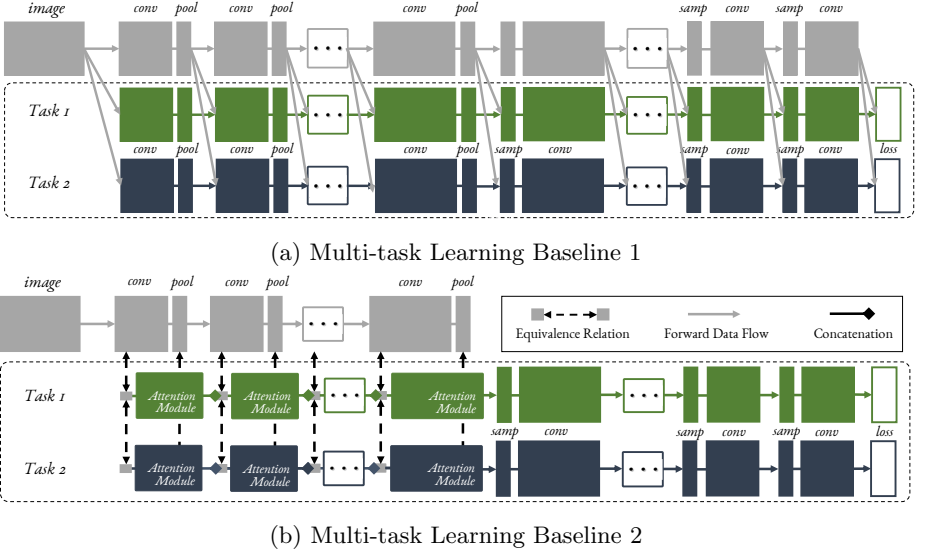 image conv pool conv pool conv pool samp conv samp conv
• • • • • • • • •
Task 1
• • • • • •
conv pool conv pool conv pool samp conv samp conv samp conv loss
Task 2
• • • • • •
(a) Multi-task Learning Baseline 1
image conv pool conv pool conv pool
• • •
Equivalence Relation Forward Data Flow Concatenation
Task 1
Attention Attention • • • Attention • • •
Module Module Module
samp conv samp conv samp conv loss
Task 2
Attention Attention • • • Attention • • •
Module Module Module
(b) Multi-task Learning Baseline 2